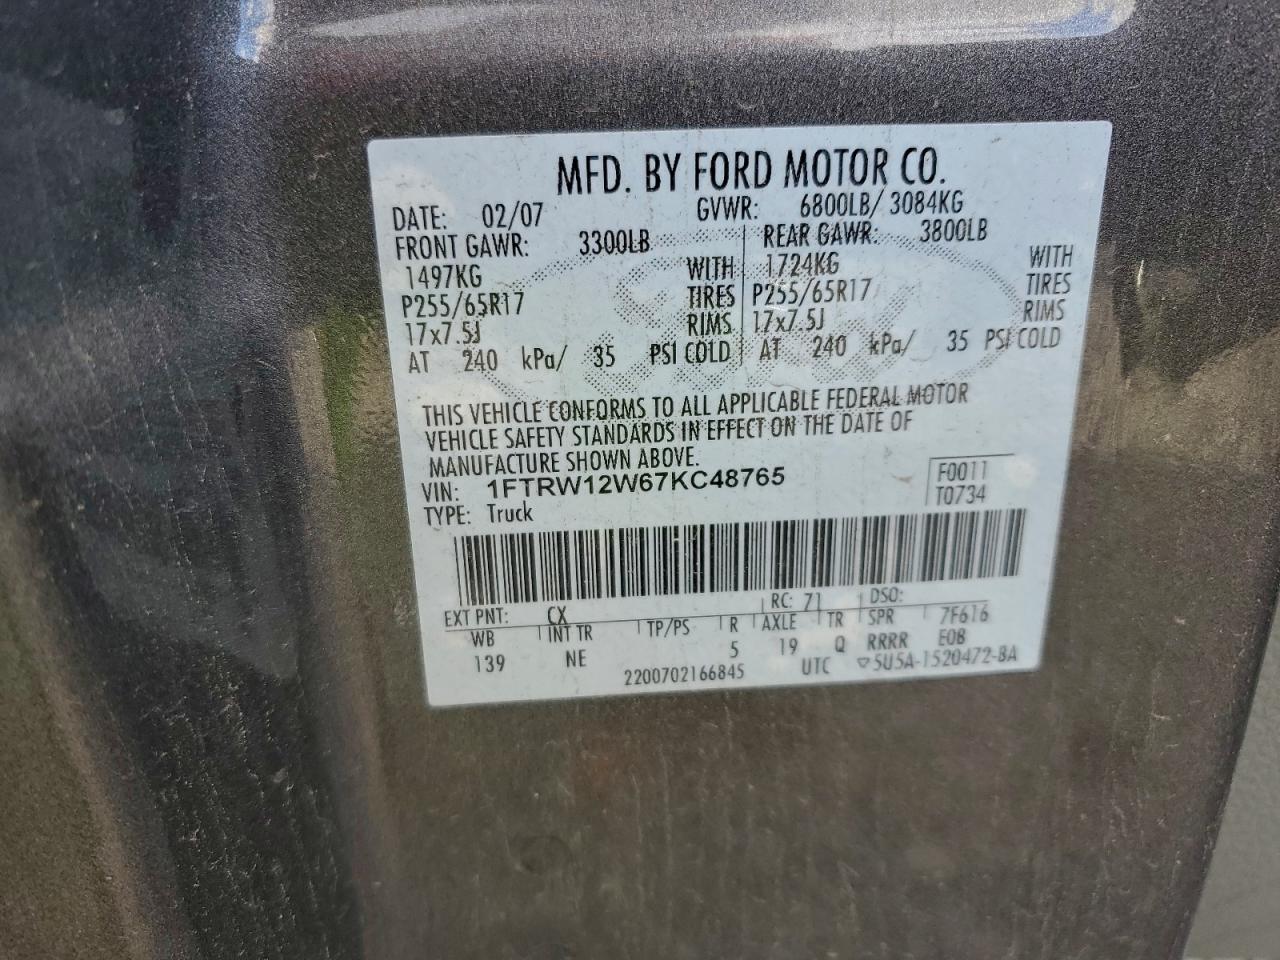 MFD. BY FORD MOTOR CO.
DATE: 02/07 GVWR: 6800LB/ 3084KG
FRONT GAWR: 3300LB REAR GAWR: 3800LB
1497KG WITH 1724KG WITH
P255/65R17 TIRES P255/65R17 TIRES
17x7.5J RIMS 17x7.5J RIMS
AT 240 kPa/ 35 PSI COLD AT 240 kPa/ 35 PSI COLD
THIS VEHICLE CONFORMS TO ALL APPLICABLE FEDERAL MOTOR
VEHICLE SAFETY STANDARDS IN EFFECT ON THE DATE OF
MANUFACTURE SHOWN ABOVE.
VIN: 1FTRW12W67KC48765 F0011
TYPE: Truck T0734
EXT PNT: CX RC: 71 DSO:
WB INT TR TP/PS R AXLE TR SPR 7F616
139 NE 5 19 Q RRRR E08
2200702166845 UTC ▽5U5A-1520472-BA